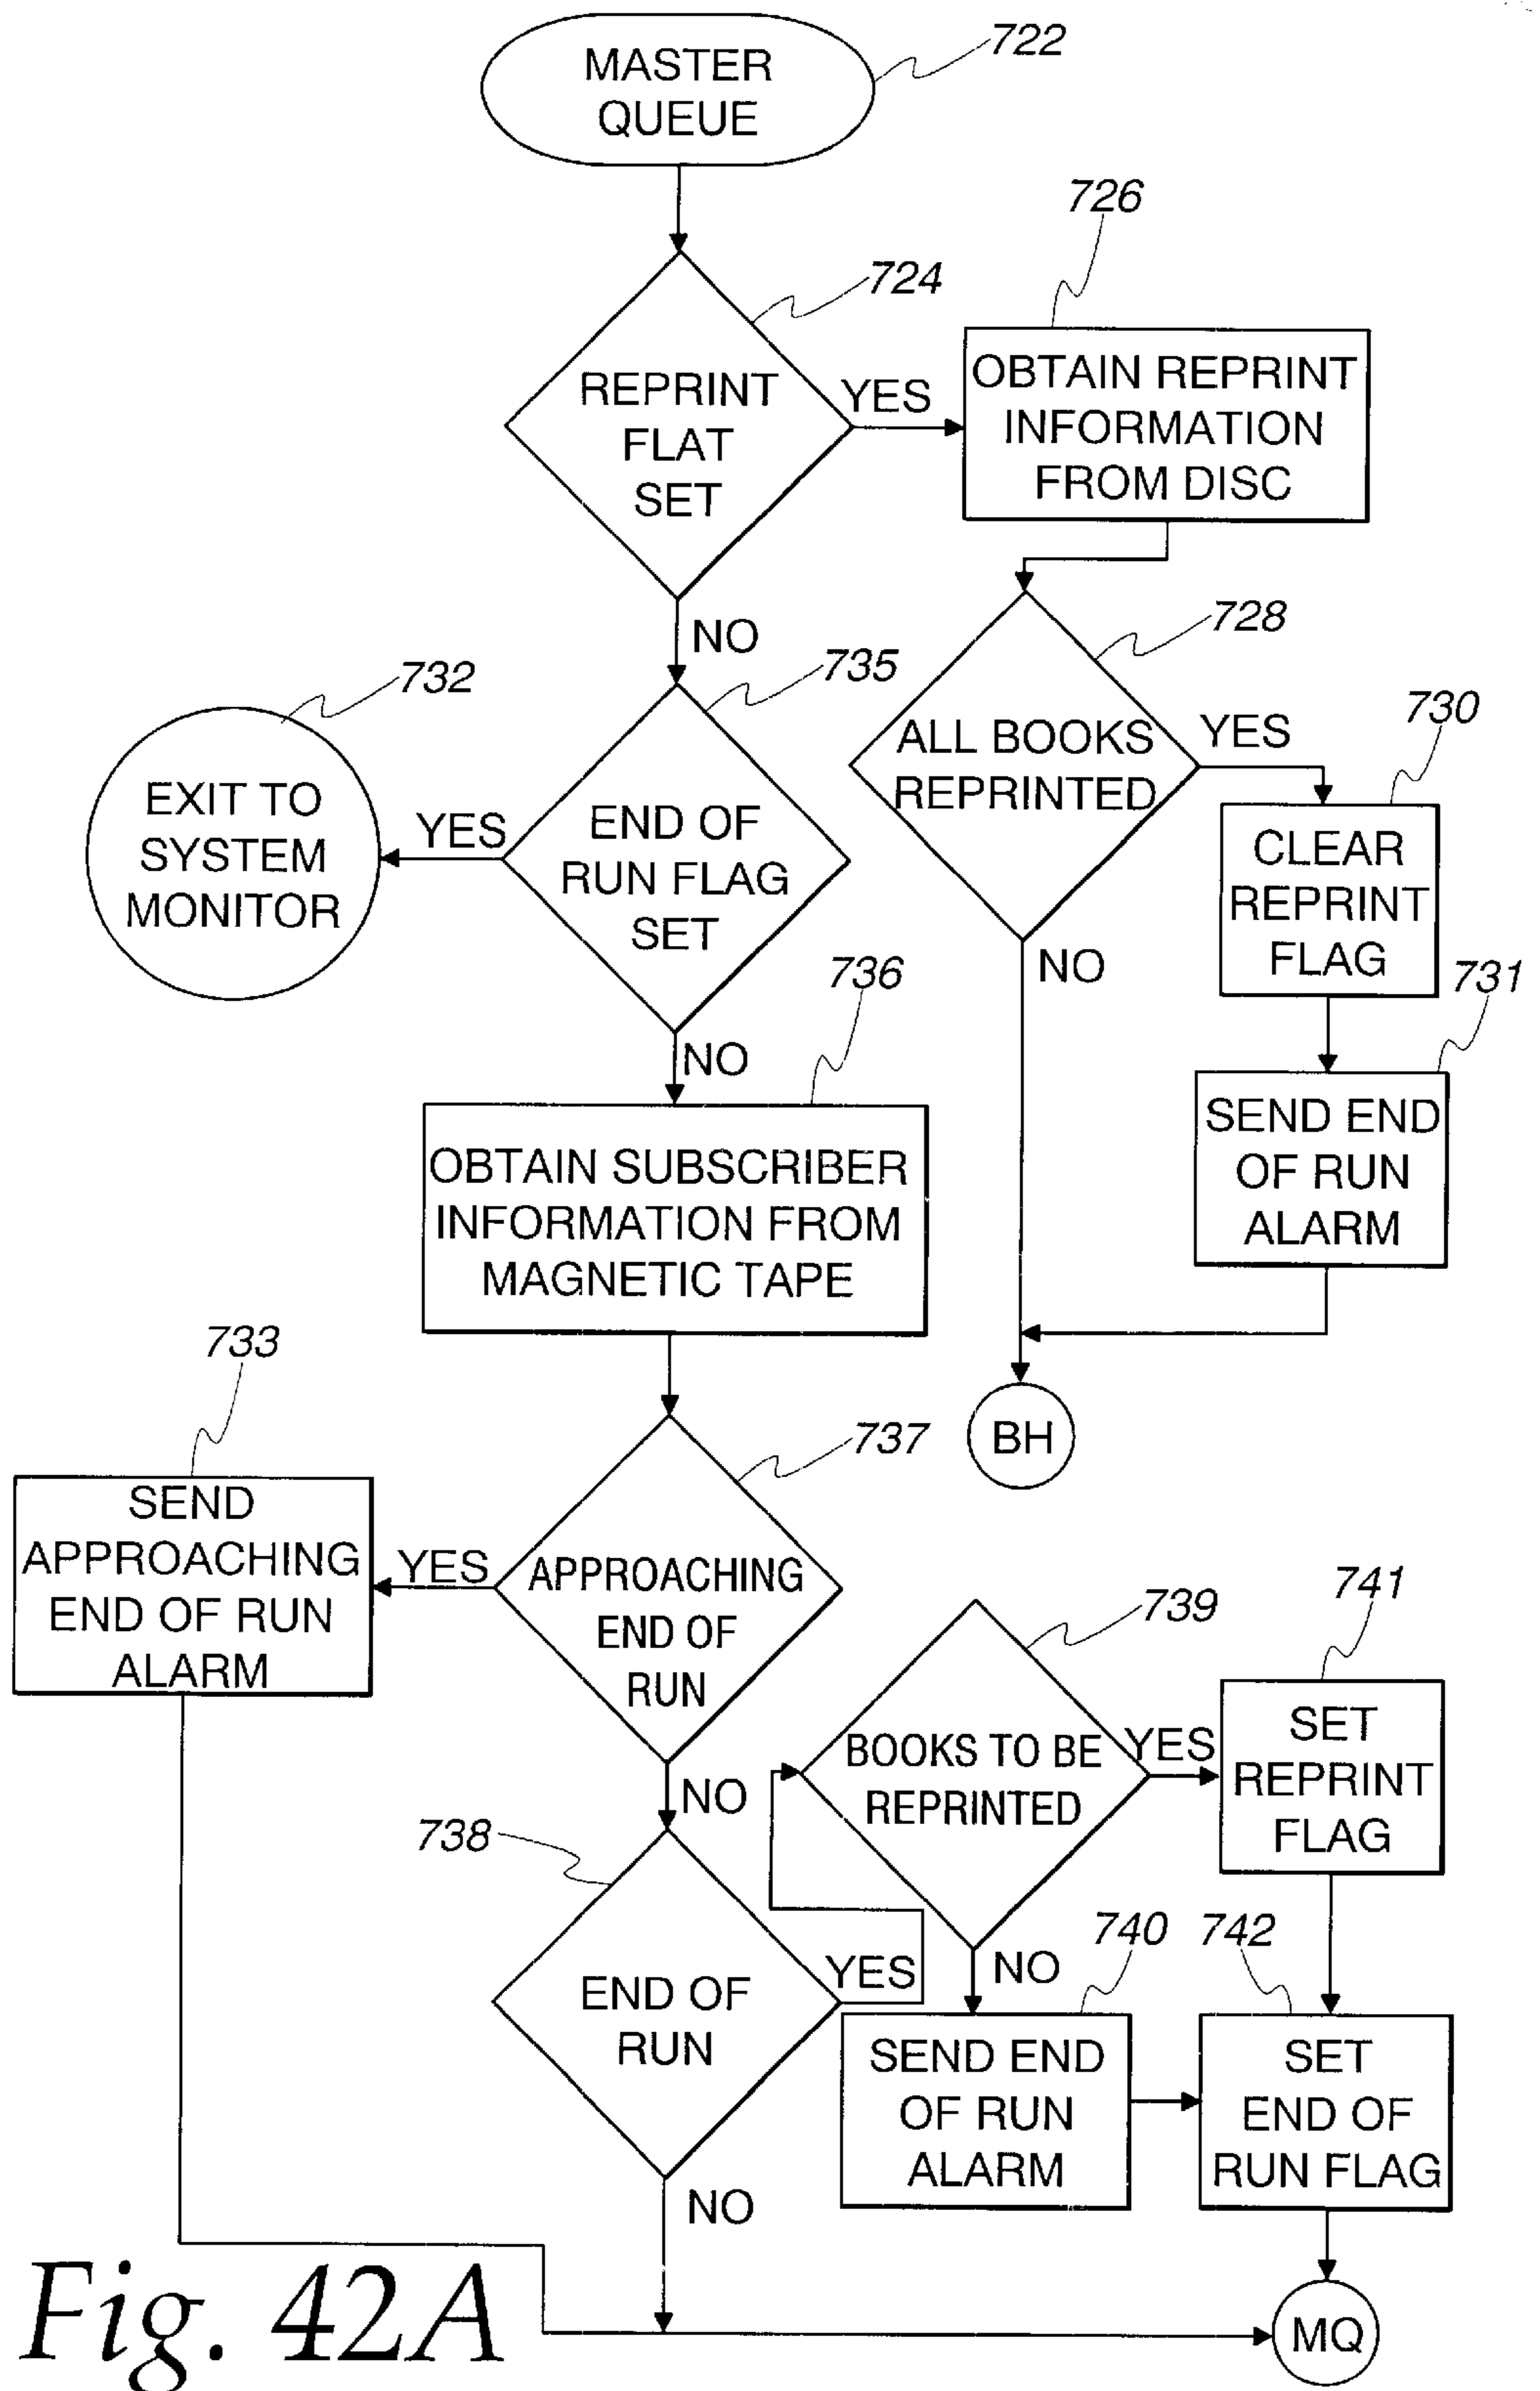 MASTER
QUEUE
722
726
724
REPRINT
FLAT
SET
YES
OBTAIN REPRINT
INFORMATION
FROM DISC
NO
728
732
735
ALL BOOKS
REPRINTED
YES
730
EXIT TO
SYSTEM
MONITOR
YES
END OF
RUN FLAG
SET
CLEAR
REPRINT
FLAG
NO
736
731
NO
SEND END
OF RUN
ALARM
OBTAIN SUBSCRIBER
INFORMATION FROM
MAGNETIC TAPE
733
BH
737
SEND
APPROACHING
END OF RUN
ALARM
YES
APPROACHING
END OF
RUN
739
741
NO
BOOKS TO BE
REPRINTED
YES
SET
REPRINT
FLAG
738
END OF
RUN
YES
NO
740
742
SEND END
OF RUN
ALARM
SET
END OF
RUN FLAG
NO
MQ
Fig. 42A